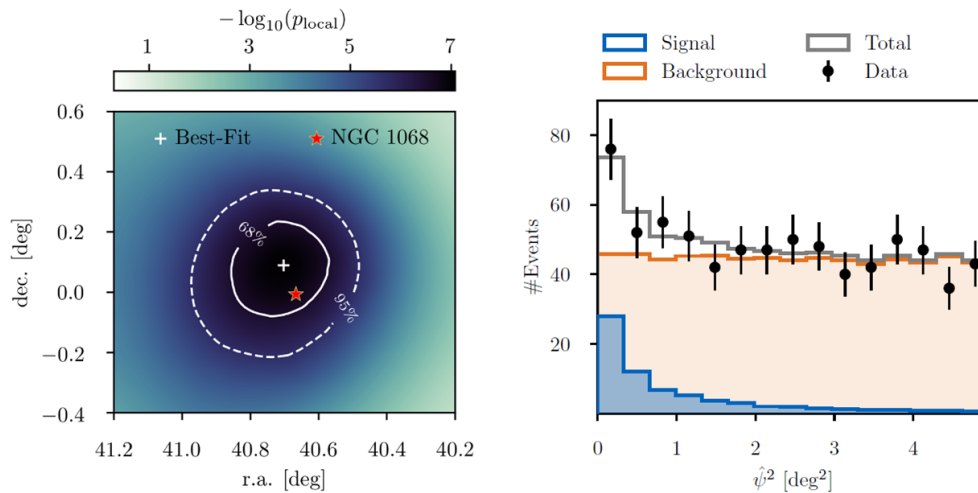 − log₁₀(p_local)
1 3 5 7
Best-Fit NGC 1068
0.6
0.4
0.2
0.0
−0.2
−0.4
dec. [deg]
68%
95%
41.2 41.0 40.8 40.6 40.4 40.2
r.a. [deg]
Signal Total
Background Data
80
60
40
20
#Events
0 1 2 3 4
ψ̂² [deg²]